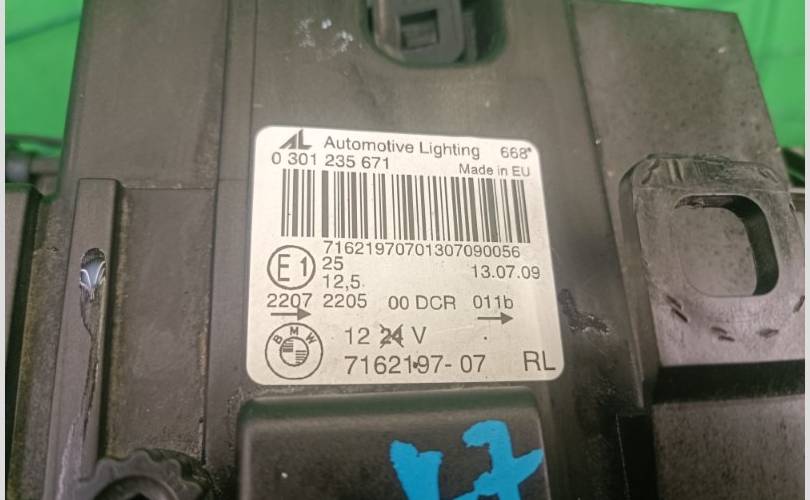 AL Automotive Lighting 668*
0 301 235 671 Made in EU
71621970701307090056
E1 25 13.07.09
12,5
2207 2205 00 DCR 011b
BMW 12 24 V
7162197-07 RL